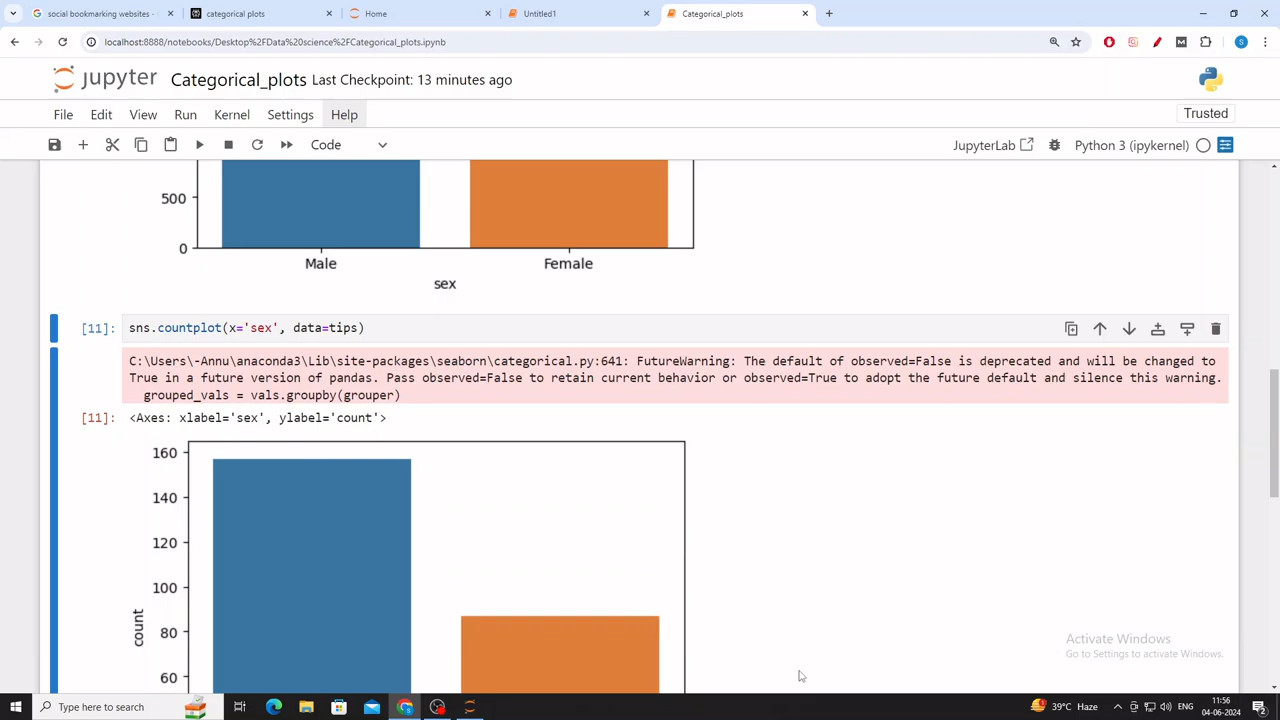 social bookmarking websites -
categorical plots
Home
Untitled1
Categorical_plots
localhost:8888/notebooks/Desktop%2FData%20science%2FCategorical_plots.ipynb
S
jupyter
Categorical_plots Last Checkpoint: 13 minutes ago
File Edit View Run Kernel Settings Help
Trusted
Code
JupyterLab
Python 3 (ipykernel)
500
0
Male
Female
sex
[11]:
sns.countplot(x='sex', data=tips)
C:\Users\-Annu\anaconda3\Lib\site-packages\seaborn\categorical.py:641: FutureWarning: The default of observed=False is deprecated and will be changed to
True in a future version of pandas. Pass observed=False to retain current behavior or observed=True to adopt the future default and silence this warning.
grouped_vals = vals.groupby(grouper)
[11]:
<Axes: xlabel='sex', ylabel='count'>
160
140
120
100
80
60
count
Activate Windows
Go to Settings to activate Windows.
Type here to search
39°C Haze
ENG
11:56
04-06-2024
2